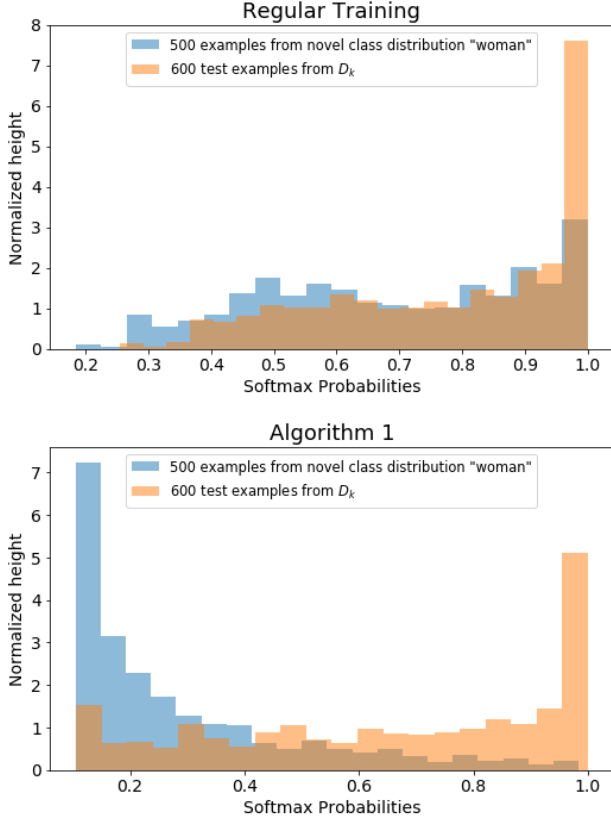 Regular Training
500 examples from novel class distribution "woman"
600 test examples from $D_k$
Normalized height
8
7
6
5
4
3
2
1
0
0.2 0.3 0.4 0.5 0.6 0.7 0.8 0.9 1.0
Softmax Probabilities
Algorithm 1
500 examples from novel class distribution "woman"
600 test examples from $D_k$
Normalized height
7
6
5
4
3
2
1
0
0.2 0.4 0.6 0.8 1.0
Softmax Probabilities